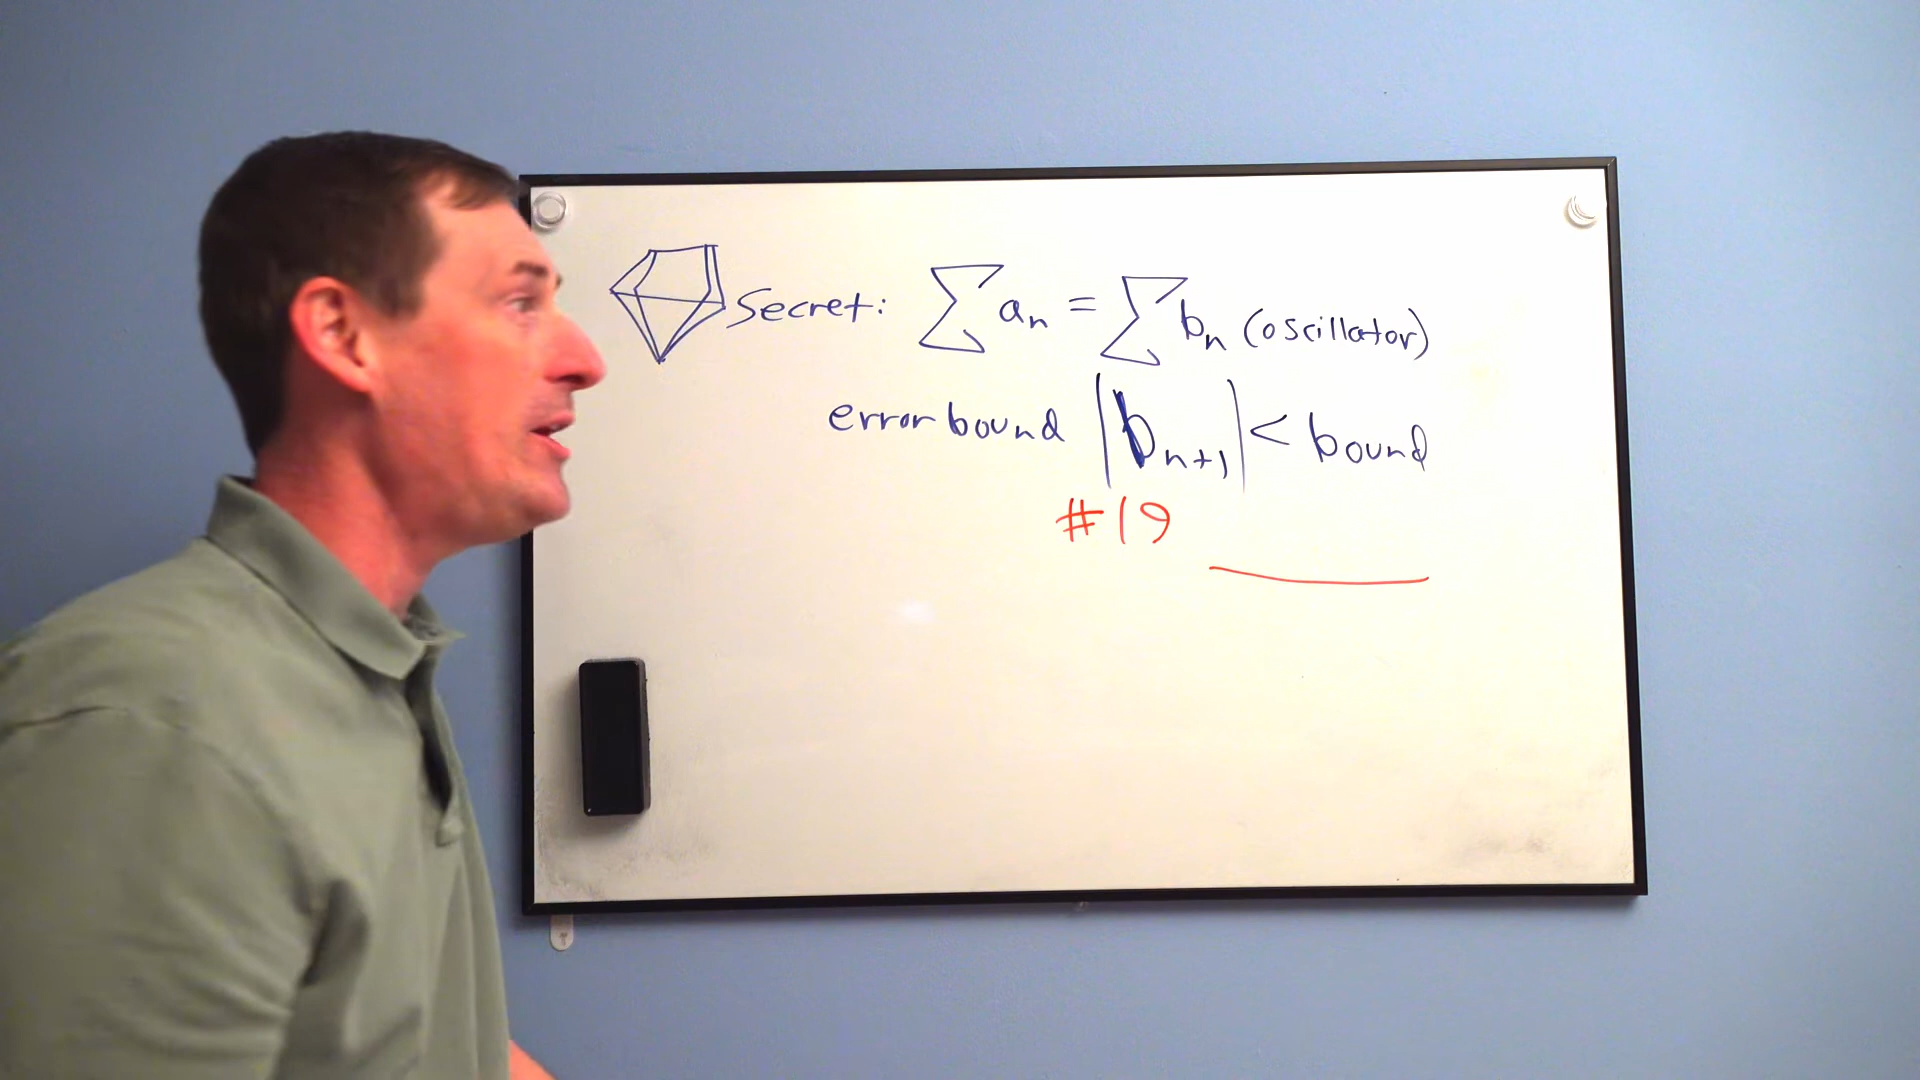 Secret: ∑ aₙ = ∑ bₙ (oscillator)
error bound |bₙ₊₁| < bound
#19